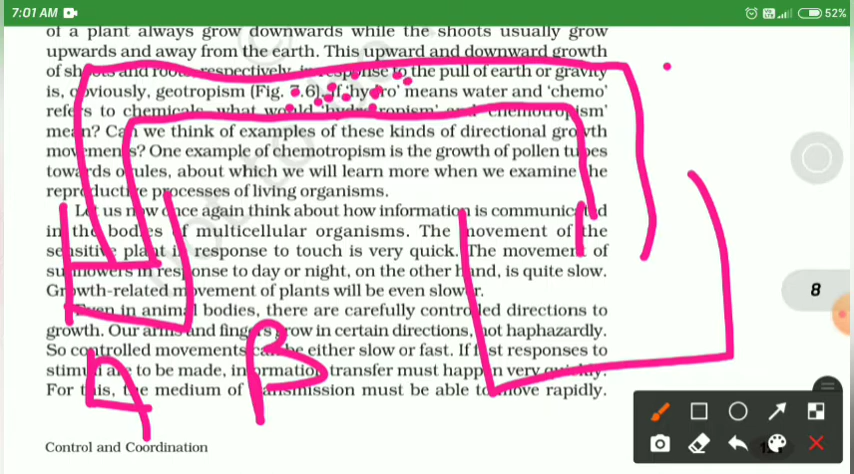 7:01 AM 52%
of a plant always grow downwards while the shoots usually grow
upwards and away from the earth. This upward and downward growth
of shoots and roots, respectively, in response to the pull of earth or gravity
is, obviously, geotropism (Fig. 7.6). If 'hydro' means water and 'chemo'
refers to chemicals, what would 'hydrotropism' and 'chemotropism'
mean? Can we think of examples of these kinds of directional growth
movements? One example of chemotropism is the growth of pollen tubes
towards ovules, about which we will learn more when we examine the
reproductive processes of living organisms.
Let us now once again think about how information is communicated
in the bodies of multicellular organisms. The movement of the
sensitive plant in response to touch is very quick. The movement of
sunflowers in response to day or night, on the other hand, is quite slow.
Growth-related movement of plants will be even slower.
Even in animal bodies, there are carefully controlled directions to
growth. Our arms and fingers grow in certain directions, not haphazardly.
So controlled movements can be either slow or fast. If fast responses to
stimuli are to be made, information transfer must happen very quickly.
For this, the medium of transmission must be able to move rapidly.
8
A B
Control and Coordination